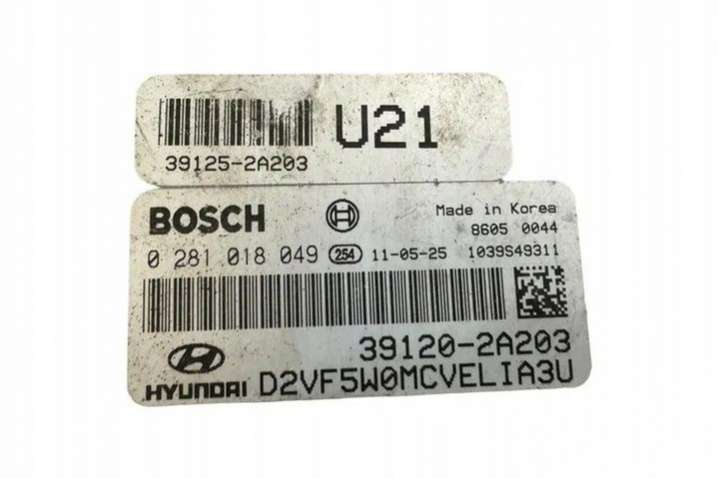 U21
39125-2A203
BOSCH Made in Korea
8605 0044
0 281 018 049 254 11-05-25 1039S49311
39120-2A203
HYUNDAI D2VF5W0MCVELIA3U